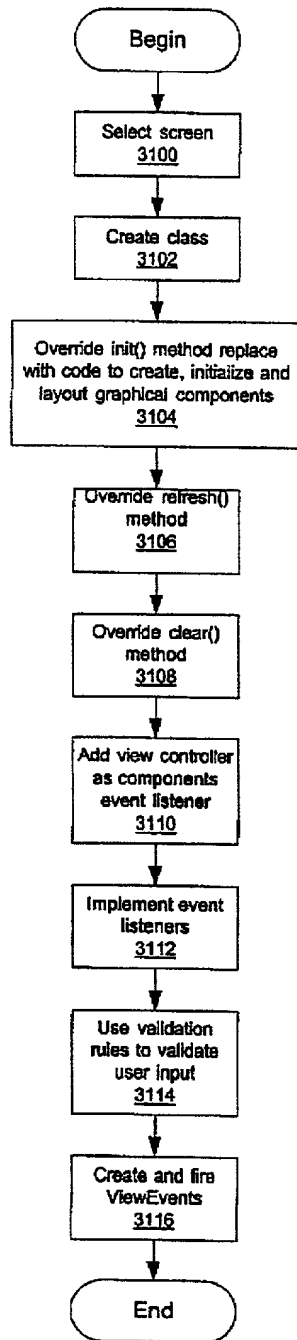 Begin
Select screen
3100
Create class
3102
Override init() method replace
with code to create, initialize and
layout graphical components
3104
Override refresh()
method
3106
Override clear()
method
3108
Add view controller
as components
event listener
3110
Implement event
listeners
3112
Use validation
rules to validate
user input
3114
Create and fire
ViewEvents
3116
End